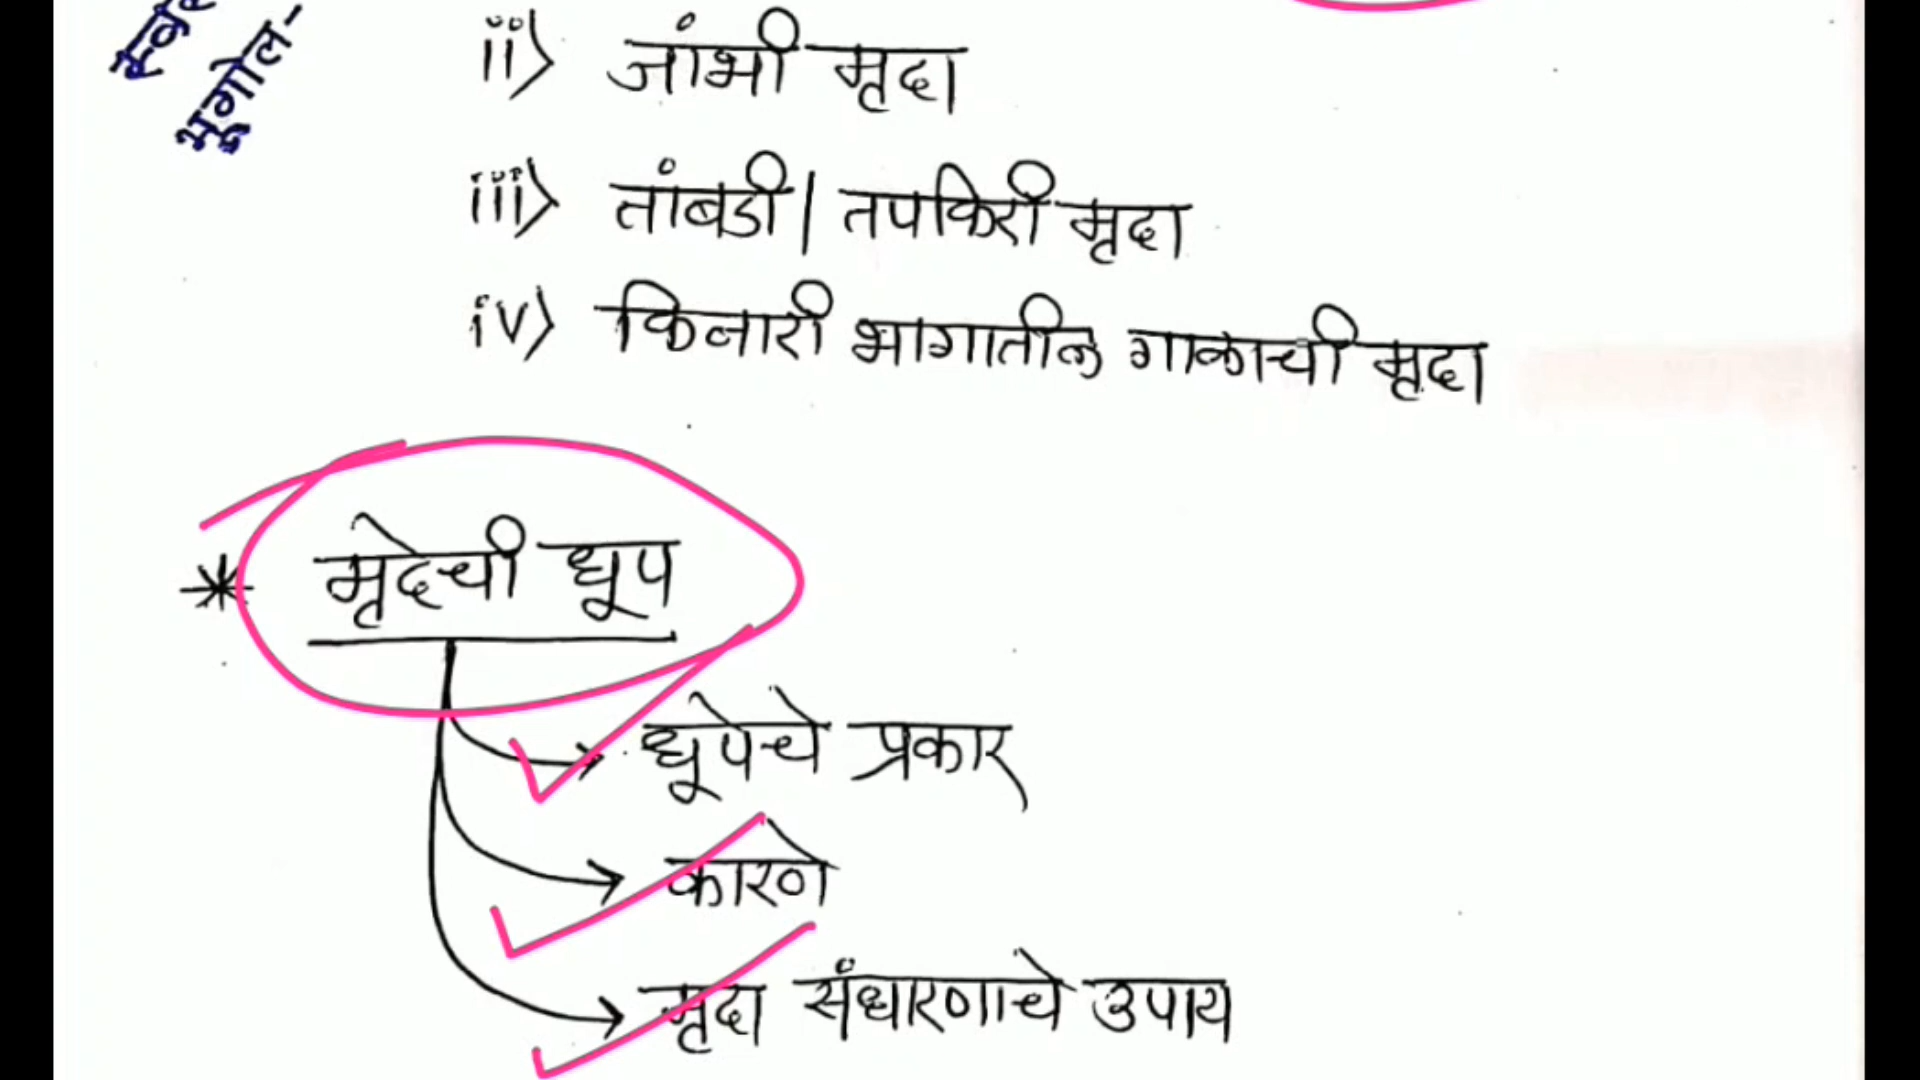 भूगोल-
ii) जांभी मृदा
iii) तांबडी | तपकिरी मृदा
iv) किनारी भागातील गाळाची मृदा
* मृदेची धूप
→ धूपेचे प्रकार
→ कारणे
→ मृदा संधारणाचे उपाय